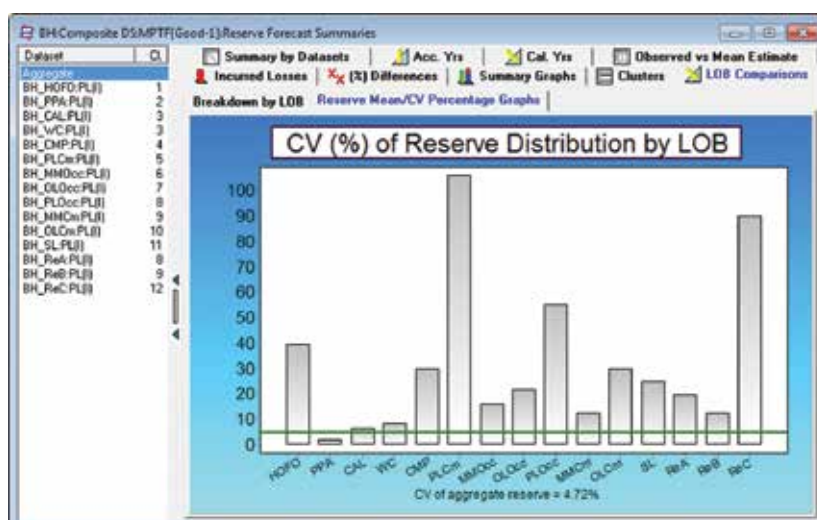 BH:Composite DS:MPTF[Good-1]:Reserve Forecast Summaries
Dataset Cl.
Aggregate
BH_HOFO:PL(I) 1
BH_PPA:PL(I) 2
BH_CAL:PL(I) 3
BH_WC:PL(I) 3
BH_CMP:PL(I) 4
BH_PLCm:PL(I) 5
BH_MMOcc:PL(I) 6
BH_OLOcc:PL(I) 7
BH_PLOcc:PL(I) 8
BH_MMCm:PL(I) 9
BH_OLCm:PL(I) 10
BH_SL:PL(I) 11
BH_ReA:PL(I) 8
BH_ReB:PL(I) 9
BH_ReC:PL(I) 12
Summary by Datasets Acc. Yrs Cal. Yrs Observed vs Mean Estimate
Incurred Losses (%) Differences Summary Graphs Clusters LOB Comparisons
Breakdown by LOB Reserve Mean/CV Percentage Graphs
CV (%) of Reserve Distribution by LOB
100
90
80
70
60
50
40
30
20
10
0
HOFO PPA CAL WC CMP PLCm MMOcc OLOcc PLOcc MMCm OLCm SL ReA ReB ReC
CV of aggregate reserve = 4.72%